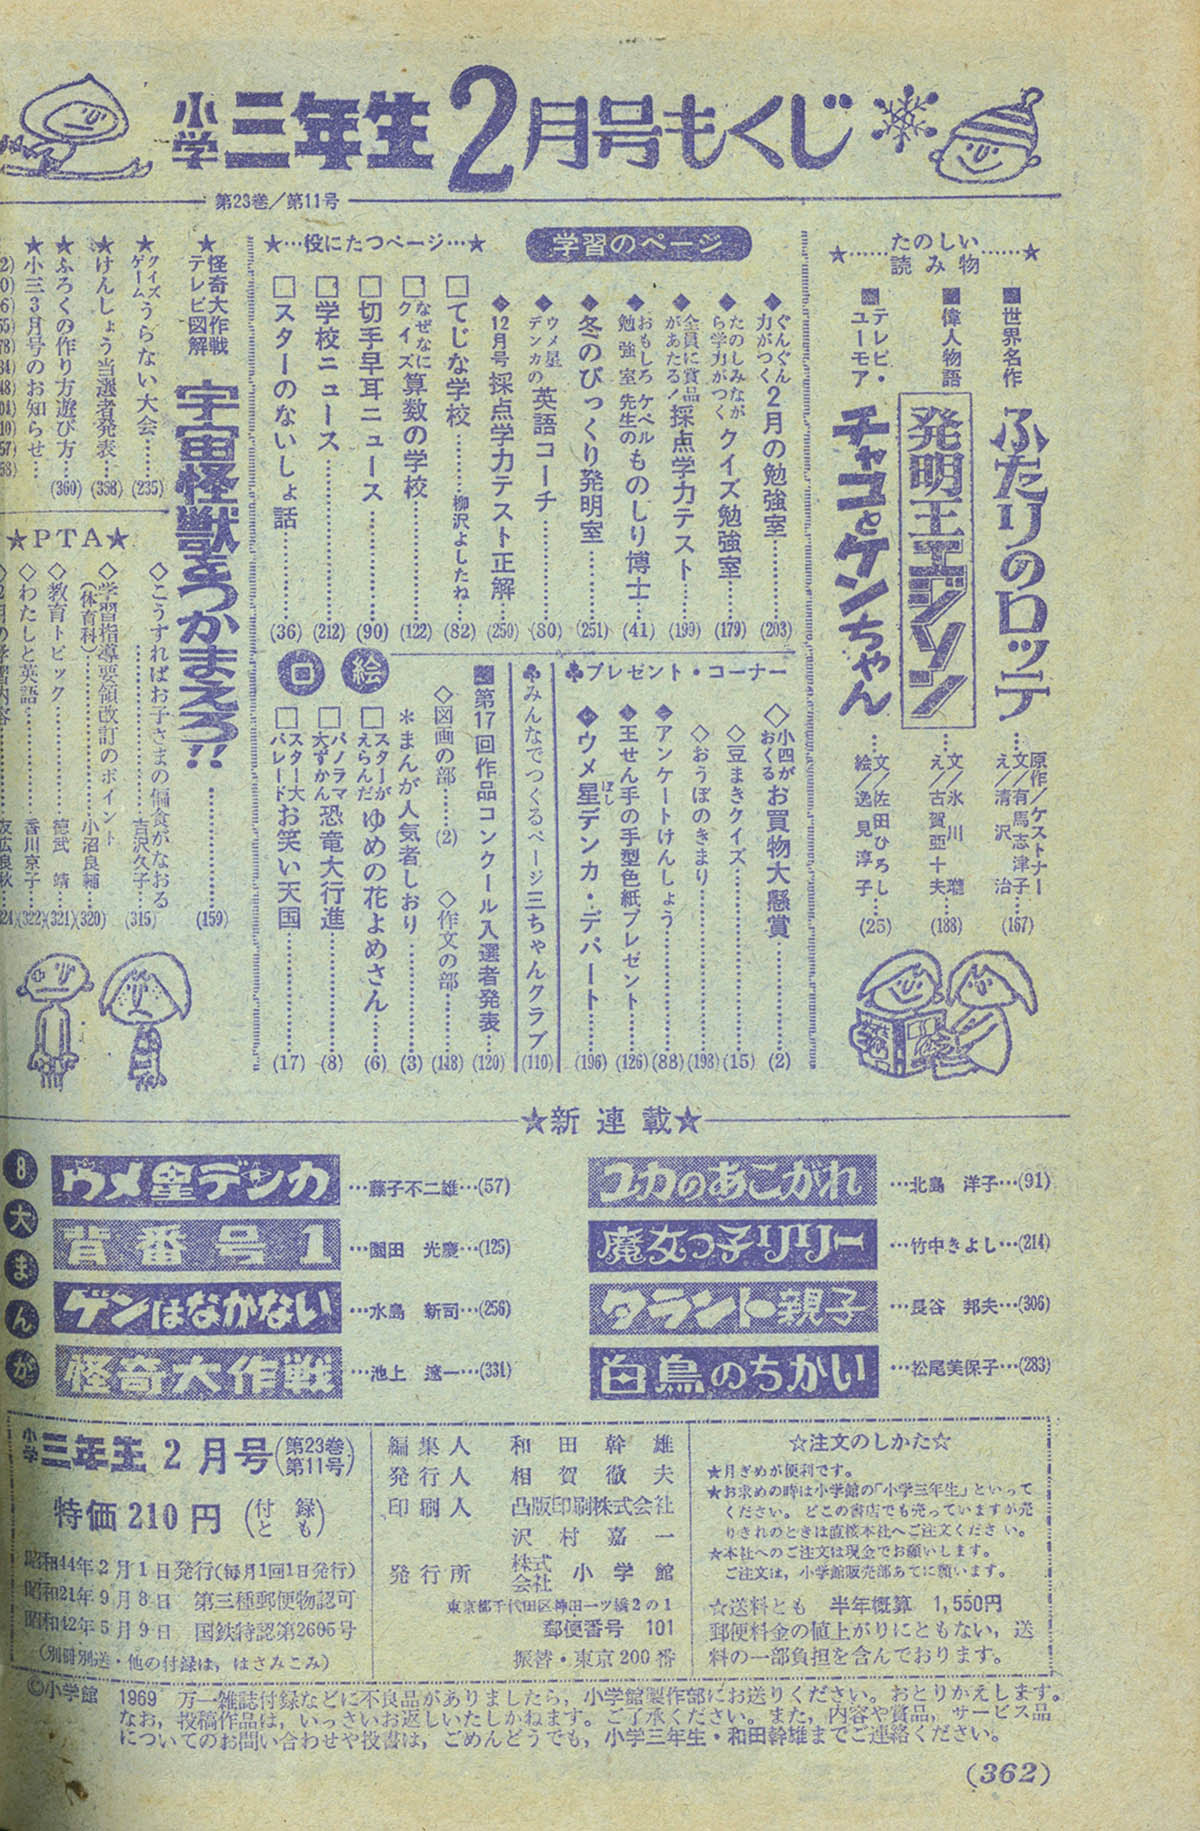 小学三年生2月号もくじ
第23巻／第11号
★……たのしい読み物……★
■世界名作 ふたりのロッテ…原作／ケストナー 文／有馬志津子 え／清沢 治…(167)
■偉人物語 発明王エジソン…文／氷川 瓏 え／古賀亜十夫…(188)
■テレビ・ユーモア チャコとケンちゃん…文／佐田ひろし 絵／逸見淳子…(25)
学習のページ
◆ぐんぐん力がつく 2月の勉強室…(203)
◆たのしみながら学力がつく クイズ勉強室…(179)
◆全員に賞品があたる！ 採点学力テスト…(199)
◆おもしろ勉強室 ケペル先生の ものしり博士…(41)
◆冬のびっくり発明室…(251)
◆ウメ星デンカの 英語コーチ…(80)
◆12月号 採点学力テスト正解…(250)
★…役にたつページ…★
□てじな学校…柳沢よしたね…(82)
□なぜなにクイズ 算数の学校…(122)
□切手早耳ニュース…(90)
□学校ニュース…(212)
□スターのないしょ話…(36)
♣プレゼント・コーナー
◇小四がおくる お買物大懸賞…(2)
◇豆まきクイズ…(15)
◇おうぼのきまり…(198)
◆アンケートけんしょう…(88)
◆王せん手の手型色紙プレゼント…(126)
◆ウメ星デンカ・デパート…(196)
♣みんなでつくるページ 三ちゃんクラブ(110)
■第17回作品コンクール入選者発表…(120)
◇図画の部…(2) ◇作文の部…(148)
口絵
＊まんが人気者しおり…(3)
□スターがえらんだ ゆめの花よめさん…(6)
□パノラマ大ずかん 恐竜大行進…(8)
□スター大パレード お笑い天国…(17)
★怪奇大作戦テレビ図解 宇宙怪獣をつかまえろ!!…(159)
★クイズゲーム うらない大会…(235)
★けんしょう当選者発表…(358)
★ふろくの作り方遊び方…(360)
★小三3月号のお知らせ…
★PTA★
◇こうすればお子さまの偏食がなおる…吉沢久子…(315)
◇学習指導要領改訂のポイント（体育科）…小沼良輔…(320)
◇教育トピック…徳武 靖…(321)
◇わたしと英語…香川京子…(322)
◇2月の学習内容…友広良秋…
★新連載★
8大まんが
ウメ星デンカ…藤子不二雄…(57)
背番号1…園田 光慶…(125)
ゲンはなかない…水島 新司…(256)
怪奇大作戦…池上 遼一…(331)
ユカのあこがれ…北島 洋子…(91)
魔女っ子リリー…竹中きよし…(214)
タラント親子…長谷 邦夫…(306)
白鳥のちかい…松尾美保子…(283)
小学三年生2月号(第23巻第11号)
特価210円（付録とも）
昭和44年2月1日発行(毎月1回1日発行)
昭和21年9月8日 第三種郵便物認可
昭和42年5月9日 国鉄特認第2605号
(別冊別送・他の付録は，はさみこみ)
編集人 和田幹雄
発行人 相賀徹夫
印刷人 凸版印刷株式会社
沢村嘉一
発行所 株式会社 小学館
東京都千代田区神田一ツ橋2の1
郵便番号 101
振替・東京200番
☆注文のしかた☆
★月ぎめが便利です。
★お求めの時は小学館の「小学三年生」といって
ください。どこの書店でも売っていますが売
りきれのときは直接本社へご注文ください。
★本社へのご注文は現金でお願いします。
ご注文は，小学館販売部あてに願います。
☆送料とも 半年概算 1,550円
郵便料金の値上がりにともない，送
料の一部負担を含んでおります。
©小学館 1969 万一雑誌付録などに不良品がありましたら，小学館製作部にお送りください。おとりかえします。
なお，投稿作品は，いっさいお返しいたしかねます。ご了承ください。また，内容や賞品，サービス品
についてのお問い合わせや投書は，ごめんどうでも，小学三年生・和田幹雄までご連絡ください。
(362)